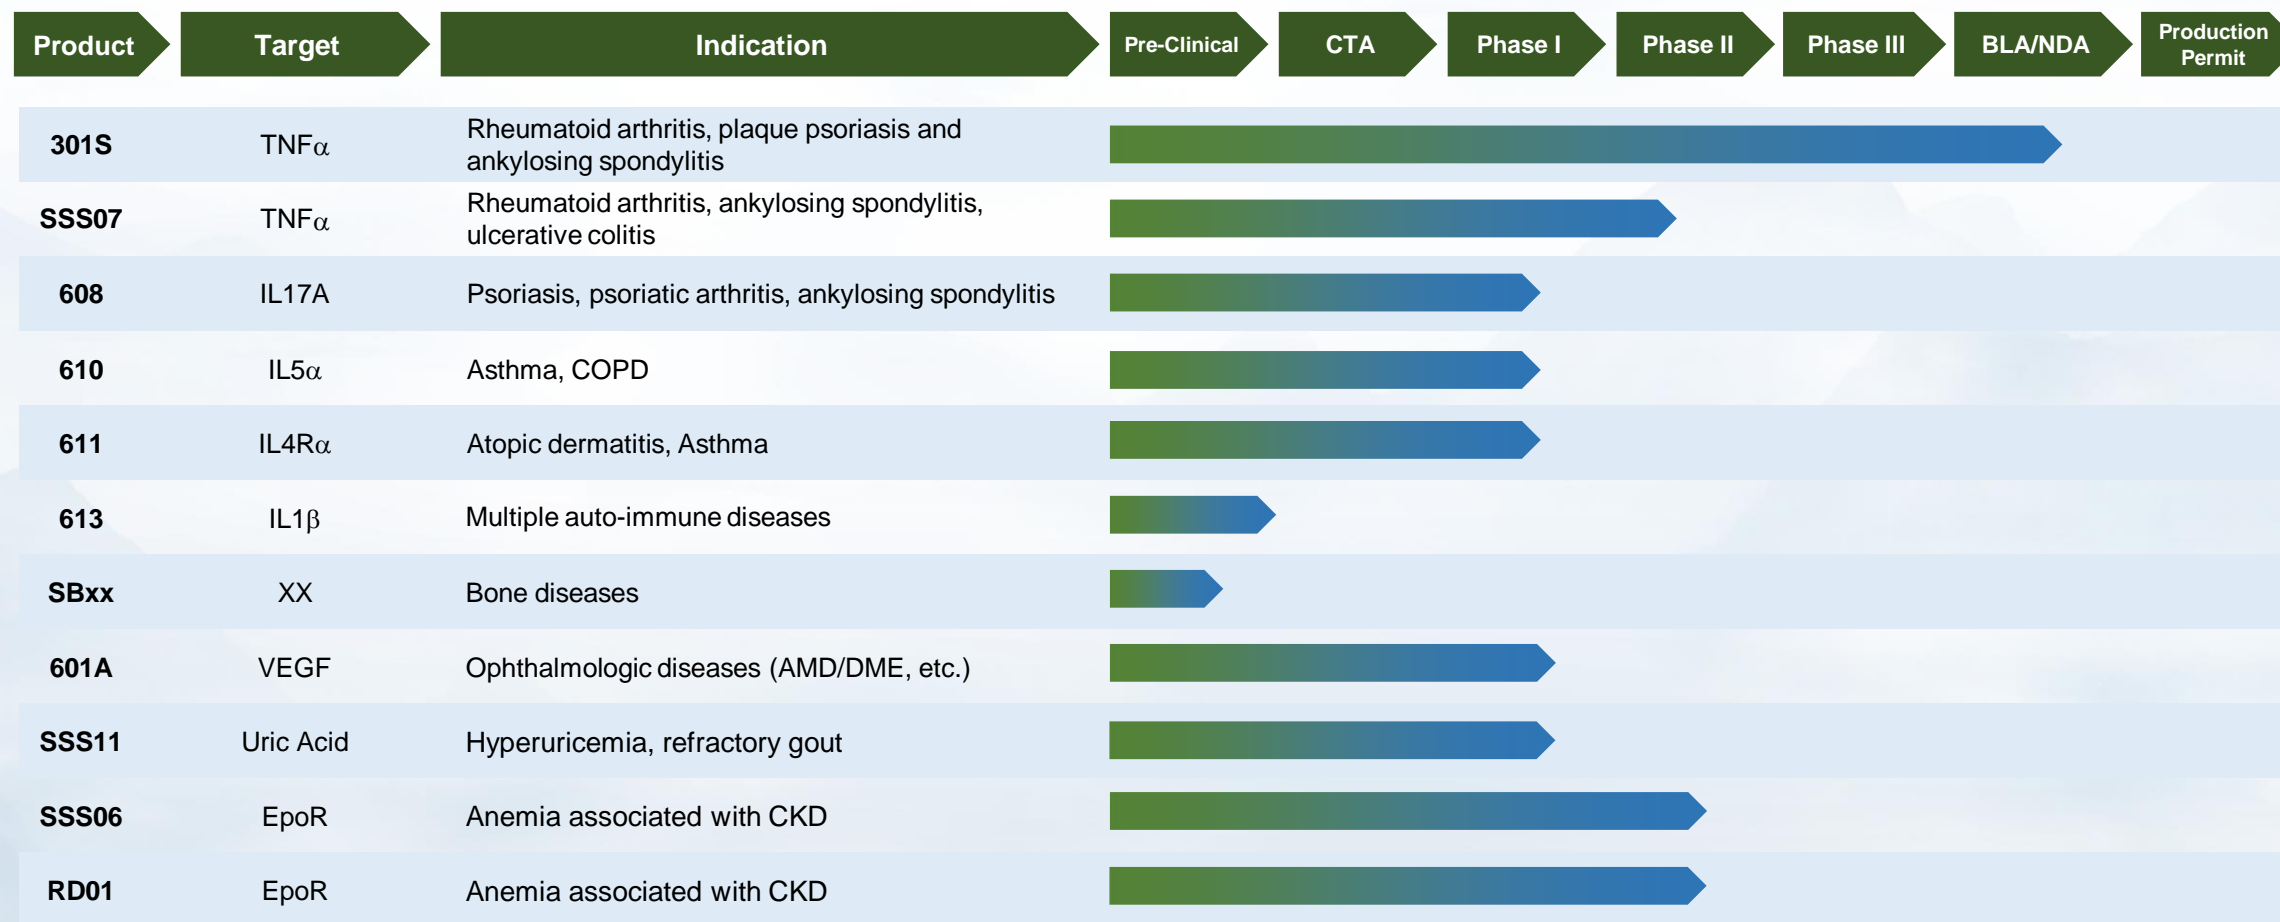 Product Target Indication Pre-Clinical CTA Phase I Phase II Phase III BLA/NDA Production
Permit
301S TNFα Rheumatoid arthritis, plaque psoriasis and
ankylosing spondylitis
SSS07 TNFα Rheumatoid arthritis, ankylosing spondylitis,
ulcerative colitis
608 IL17A Psoriasis, psoriatic arthritis, ankylosing spondylitis
610 IL5α Asthma, COPD
611 IL4Rα Atopic dermatitis, Asthma
613 IL1β Multiple auto-immune diseases
SBxx XX Bone diseases
601A VEGF Ophthalmologic diseases (AMD/DME, etc.)
SSS11 Uric Acid Hyperuricemia, refractory gout
SSS06 EpoR Anemia associated with CKD
RD01 EpoR Anemia associated with CKD